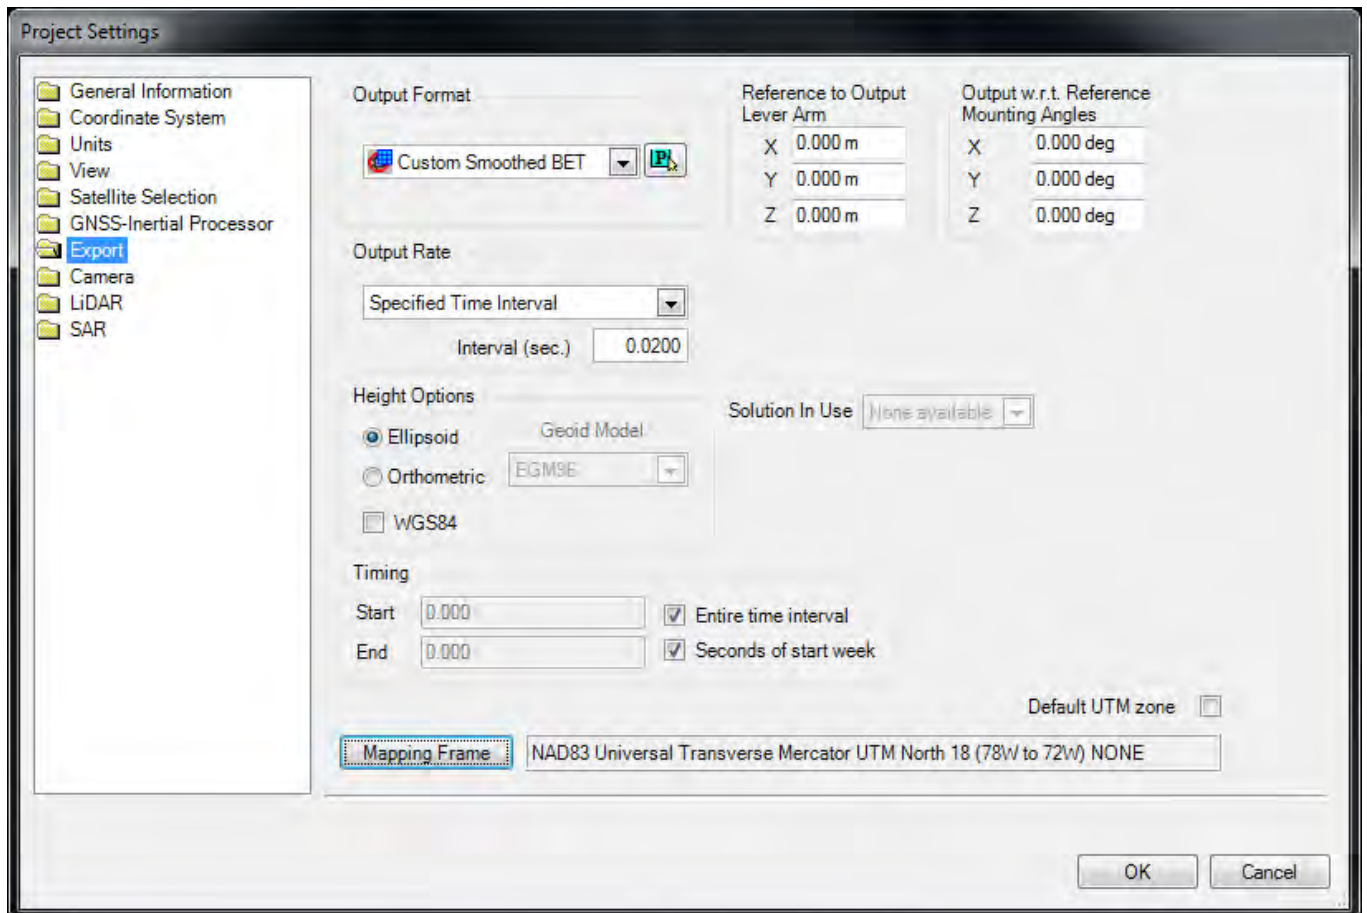 Project Settings
General Information
Coordinate System
Units
View
Satellite Selection
GNSS-Inertial Processor
Export
Camera
LiDAR
SAR
Output Format
Custom Smoothed BET
P
Reference to Output
Lever Arm
X 0.000 m
Y 0.000 m
Z 0.000 m
Output w.r.t. Reference
Mounting Angles
X 0.000 deg
Y 0.000 deg
Z 0.000 deg
Output Rate
Specified Time Interval
Interval (sec.) 0.0200
Height Options
Ellipsoid
Geoid Model
Orthometric
WGS84
Solution In Use None available
Timing
Start 0.000
Entire time interval
End 0.000
Seconds of start week
Default UTM zone
Mapping Frame NAD83 Universal Transverse Mercator UTM North 18 (78W to 72W) NONE
OK Cancel